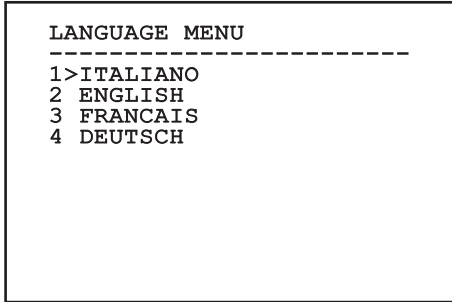 LANGUAGE MENU
------------------------
1>ITALIANO
2 ENGLISH
3 FRANCAIS
4 DEUTSCH